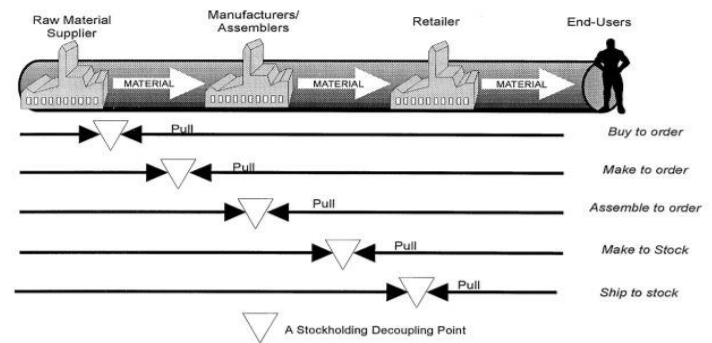 Raw Material
Supplier
Manufacturers/
Assemblers
Retailer
End-Users
MATERIAL
MATERIAL
MATERIAL
Pull
Buy to order
Pull
Make to order
Pull
Assemble to order
Pull
Make to Stock
Pull
Ship to stock
A Stockholding Decoupling Point